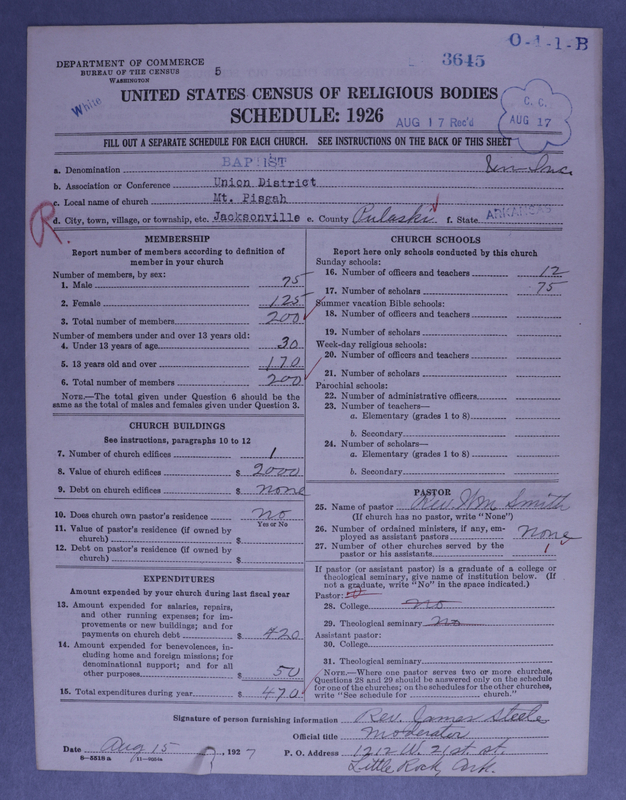 O-1-1-B
DEPARTMENT OF COMMERCE
BUREAU OF THE CENSUS
WASHINGTON
5
3645
White
UNITED STATES CENSUS OF RELIGIOUS BODIES
SCHEDULE: 1926
AUG 17 Rec'd
C. C.
AUG 17
FILL OUT A SEPARATE SCHEDULE FOR EACH CHURCH. SEE INSTRUCTIONS ON THE BACK OF THIS SHEET
a. Denomination BAPTIST
b. Association or Conference Union District
c. Local name of church Mt. Pisgah
d. City, town, village, or township, etc. Jacksonville e. County Pulaski f. State ARKANSAS
R.
MEMBERSHIP
Report number of members according to definition of
member in your church
Number of members, by sex:
1. Male 75
2. Female 125
3. Total number of members 200
Number of members under and over 13 years old:
4. Under 13 years of age 30
5. 13 years old and over 170
6. Total number of members 200
NOTE.—The total given under Question 6 should be the
same as the total of males and females given under Question 3.
CHURCH BUILDINGS
See instructions, paragraphs 10 to 12
7. Number of church edifices 1
8. Value of church edifices $ 2000
9. Debt on church edifices $ none
10. Does church own pastor's residence no
Yes or No
11. Value of pastor's residence (if owned by
church) $
12. Debt on pastor's residence (if owned by
church) $
EXPENDITURES
Amount expended by your church during last fiscal year
13. Amount expended for salaries, repairs,
and other running expenses; for im-
provements or new buildings; and for
payments on church debt $ 420
14. Amount expended for benevolences, in-
cluding home and foreign missions; for
denominational support; and for all
other purposes $ 50
15. Total expenditures during year $ 470
CHURCH SCHOOLS
Report here only schools conducted by this church
Sunday schools:
16. Number of officers and teachers 12
17. Number of scholars 75
Summer vacation Bible schools:
18. Number of officers and teachers
19. Number of scholars
Week-day religious schools:
20. Number of officers and teachers
21. Number of scholars
Parochial schools:
22. Number of administrative officers
23. Number of teachers—
a. Elementary (grades 1 to 8)
b. Secondary
24. Number of scholars—
a. Elementary (grades 1 to 8)
b. Secondary
PASTOR
25. Name of pastor Rev. Wm Smith
(If church has no pastor, write "None")
26. Number of ordained ministers, if any, em-
ployed as assistant pastors None
27. Number of other churches served by the
pastor or his assistants 1
If pastor (or assistant pastor) is a graduate of a college or
theological seminary, give name of institution below. (If
not a graduate, write "No" in the space indicated.)
Pastor:
28. College no
29. Theological seminary no
Assistant pastor:
30. College
31. Theological seminary
NOTE.—Where one pastor serves two or more churches,
Questions 28 and 29 should be answered only on the schedule
for one of the churches; on the schedules for the other churches,
write "See schedule for church."
Signature of person furnishing information Rev. James Steele
Official title Moderator
Date Aug 15, 1927 P. O. Address 1212 W. 21st. st.
Little Rock, Ark.
8-5518 a